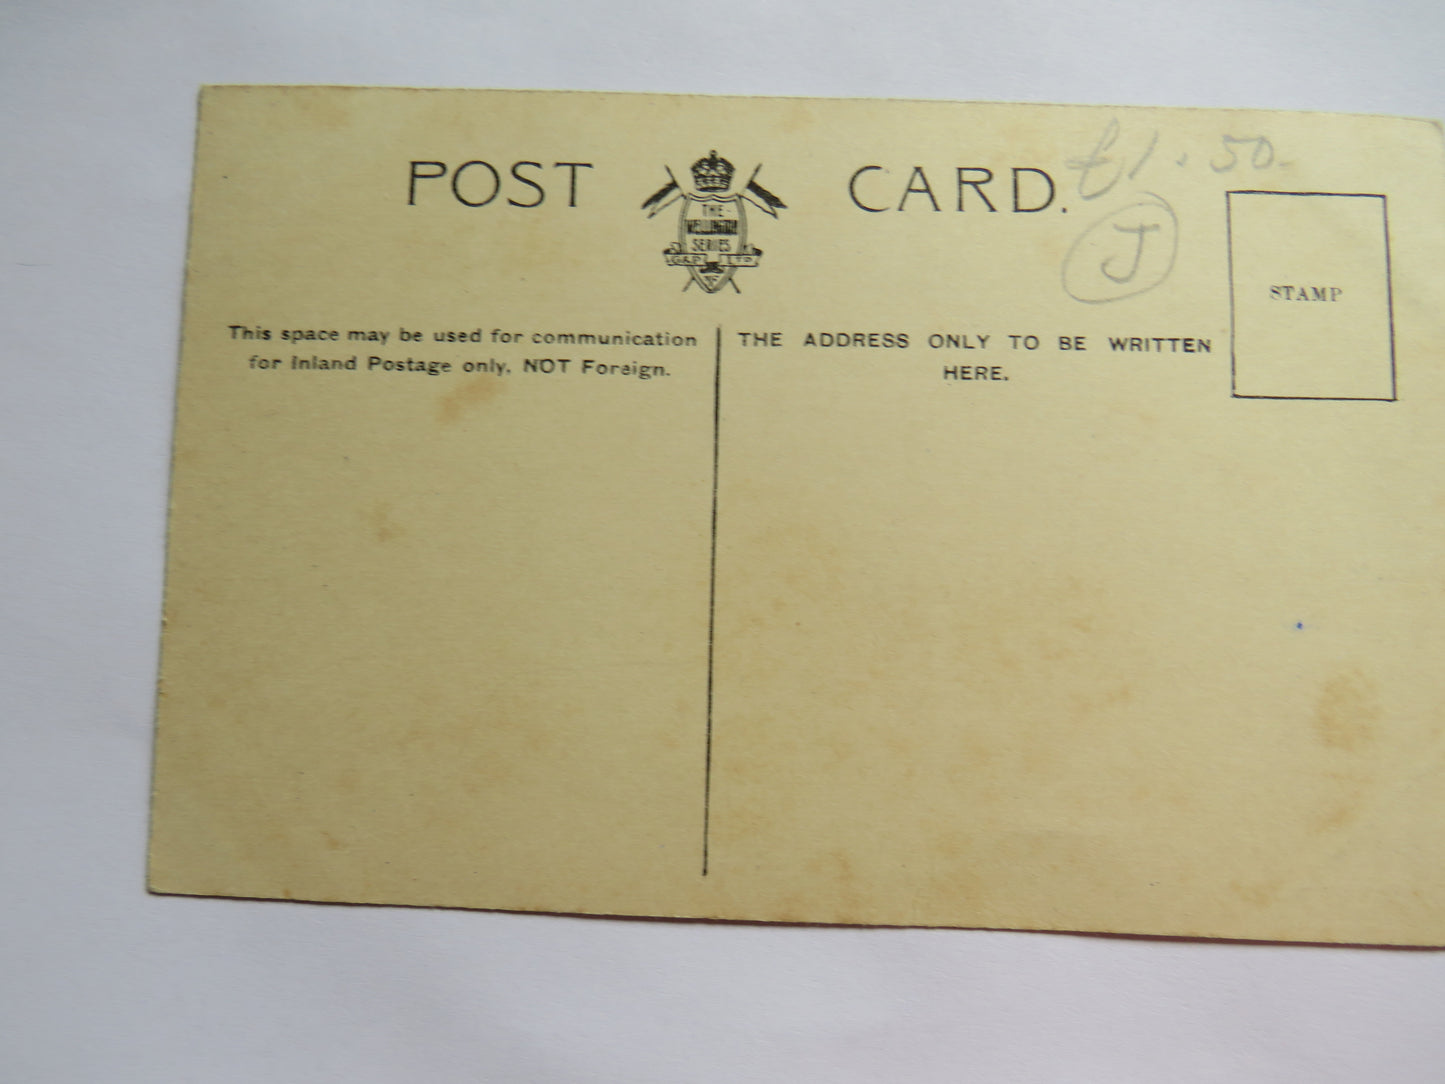 POST CARD.
£1.50
J
THE
WELLINGTON
SERIES
G&P LTD
STAMP
This space may be used for communication
for Inland Postage only. NOT Foreign.
THE ADDRESS ONLY TO BE WRITTEN
HERE.